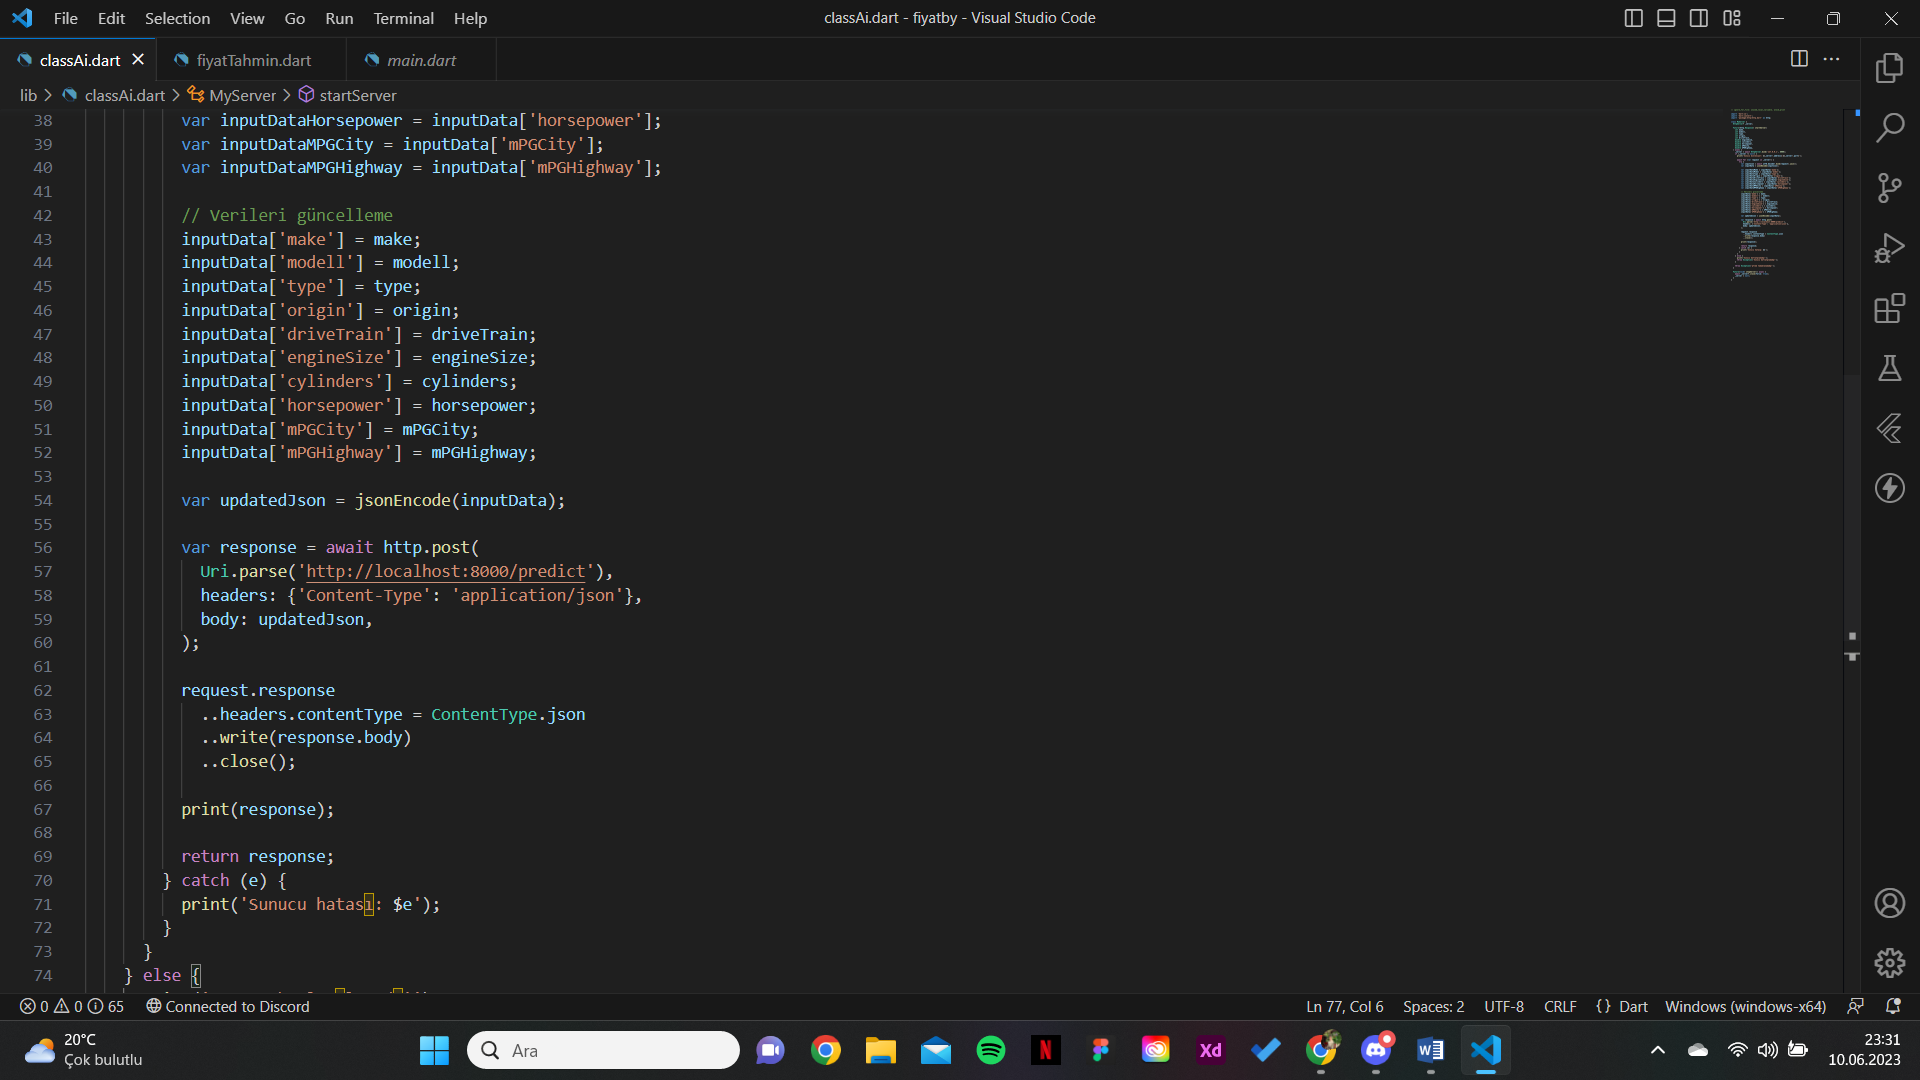 File Edit Selection View Go Run Terminal Help
classAi.dart - fiyatby - Visual Studio Code
classAi.dart fiyatTahmin.dart main.dart
lib > classAi.dart > MyServer > startServer
38 var inputDataHorsepower = inputData['horsepower'];
39 var inputDataMPGCity = inputData['mPGCity'];
40 var inputDataMPGHighway = inputData['mPGHighway'];
41
42 // Verileri güncelleme
43 inputData['make'] = make;
44 inputData['modell'] = modell;
45 inputData['type'] = type;
46 inputData['origin'] = origin;
47 inputData['driveTrain'] = driveTrain;
48 inputData['engineSize'] = engineSize;
49 inputData['cylinders'] = cylinders;
50 inputData['horsepower'] = horsepower;
51 inputData['mPGCity'] = mPGCity;
52 inputData['mPGHighway'] = mPGHighway;
53
54 var updatedJson = jsonEncode(inputData);
55
56 var response = await http.post(
57 Uri.parse('http://localhost:8000/predict'),
58 headers: {'Content-Type': 'application/json'},
59 body: updatedJson,
60 );
61
62 request.response
63 ..headers.contentType = ContentType.json
64 ..write(response.body)
65 ..close();
66
67 print(response);
68
69 return response;
70 } catch (e) {
71 print('Sunucu hatası: $e');
72 }
73 }
74 } else {
0 0 65 Connected to Discord
Ln 77, Col 6 Spaces: 2 UTF-8 CRLF {} Dart Windows (windows-x64)
20°C
Çok bulutlu
Ara
Xd
23:31
10.06.2023